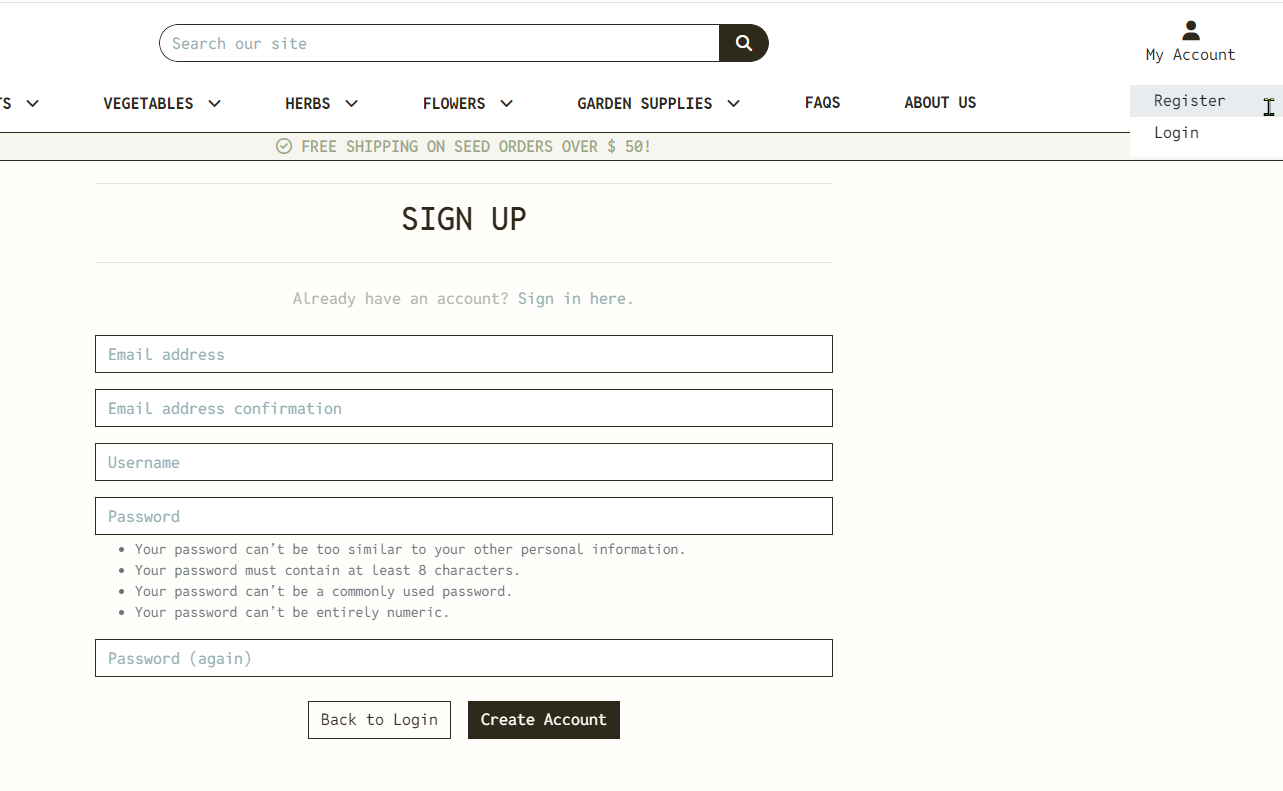 Search our site
My Account
TS VEGETABLES HERBS FLOWERS GARDEN SUPPLIES FAQS ABOUT US
Register
Login
FREE SHIPPING ON SEED ORDERS OVER $ 50!
SIGN UP
Already have an account? Sign in here.
Email address
Email address confirmation
Username
Password
• Your password can't be too similar to your other personal information.
• Your password must contain at least 8 characters.
• Your password can't be a commonly used password.
• Your password can't be entirely numeric.
Password (again)
Back to Login Create Account